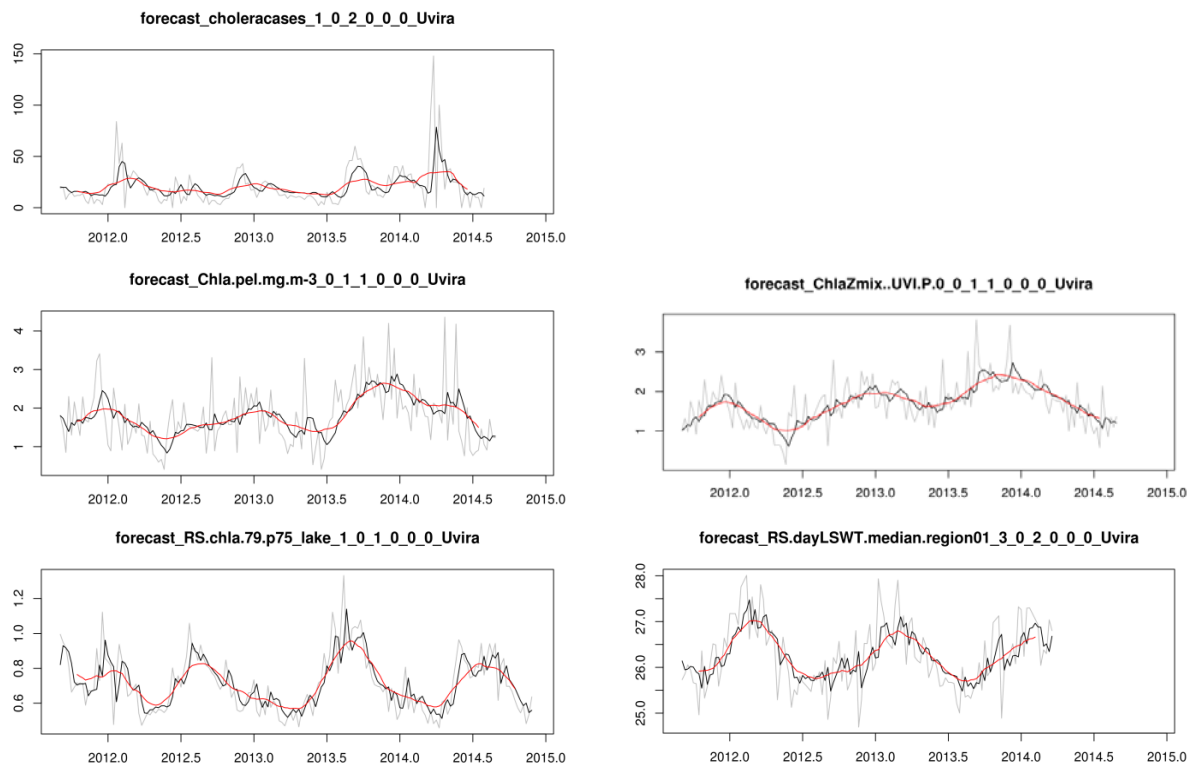 forecast_choleracases_1_0_2_0_0_0_Uvira
150
100
50
0
2012.0 2012.5 2013.0 2013.5 2014.0 2014.5 2015.0
forecast_Chla.pel.mg.m-3_0_1_1_0_0_0_Uvira
4
3
2
1
2012.0 2012.5 2013.0 2013.5 2014.0 2014.5 2015.0
forecast_ChlaZmix..UVI.P.0_0_1_1_0_0_0_Uvira
3
2
1
2012.0 2012.5 2013.0 2013.5 2014.0 2014.5 2015.0
forecast_RS.chla.79.p75_lake_1_0_1_0_0_0_Uvira
1.2
1.0
0.8
0.6
2012.0 2012.5 2013.0 2013.5 2014.0 2014.5 2015.0
forecast_RS.dayLSWT.median.region01_3_0_2_0_0_0_Uvira
28.0
27.0
26.0
25.0
2012.0 2012.5 2013.0 2013.5 2014.0 2014.5 2015.0